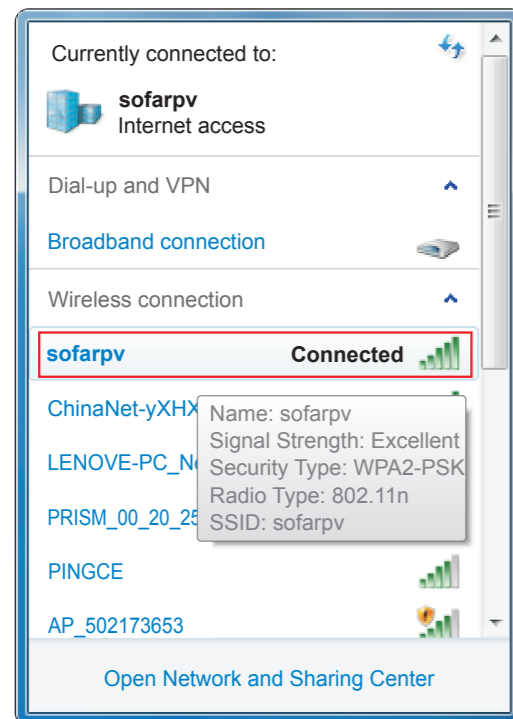 Currently connected to:
sofarpv
Internet access
Dial-up and VPN
Broadband connection
Wireless connection
sofarpv Connected
ChinaNet-yXHX
Name: sofarpv
Signal Strength: Excellent
LENOVE-PC_
Security Type: WPA2-PSK
Radio Type: 802.11n
PRISM_00_20_25
SSID: sofarpv
PINGCE
AP_502173653
Open Network and Sharing Center